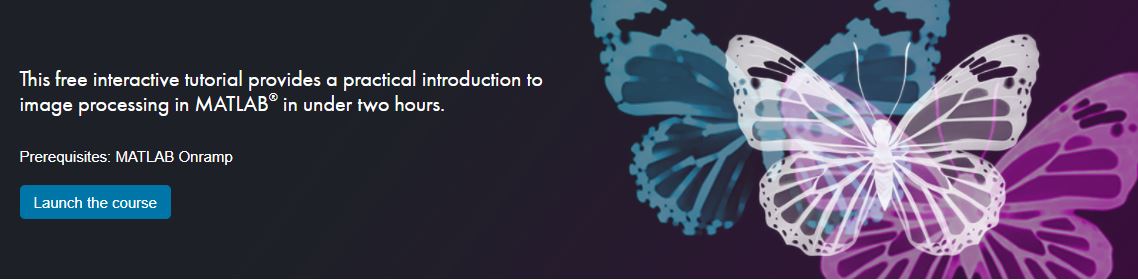 This free interactive tutorial provides a practical introduction to
image processing in MATLAB® in under two hours.
Prerequisites: MATLAB Onramp
Launch the course